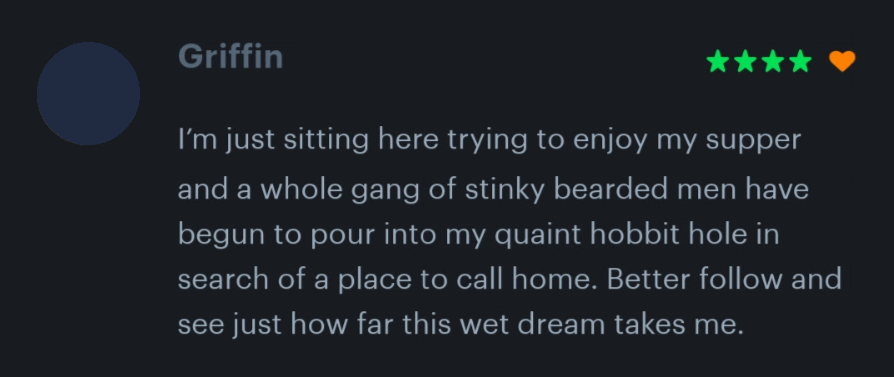 Griffin
I’m just sitting here trying to enjoy my supper
and a whole gang of stinky bearded men have
begun to pour into my quaint hobbit hole in
search of a place to call home. Better follow and
see just how far this wet dream takes me.